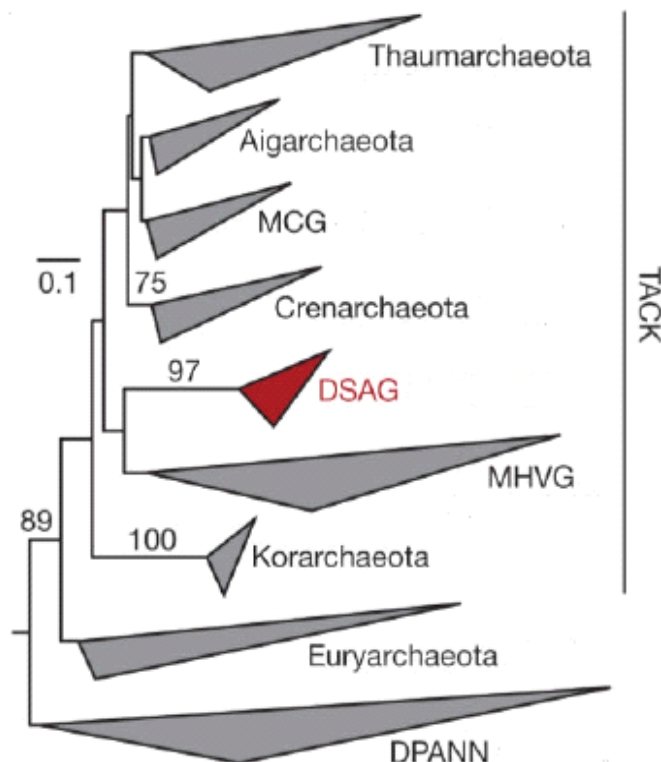 Thaumarchaeota
Aigarchaeota
MCG
0.1
75
Crenarchaeota
TACK
97
DSAG
MHVG
89
100
Korarchaeota
Euryarchaeota
DPANN